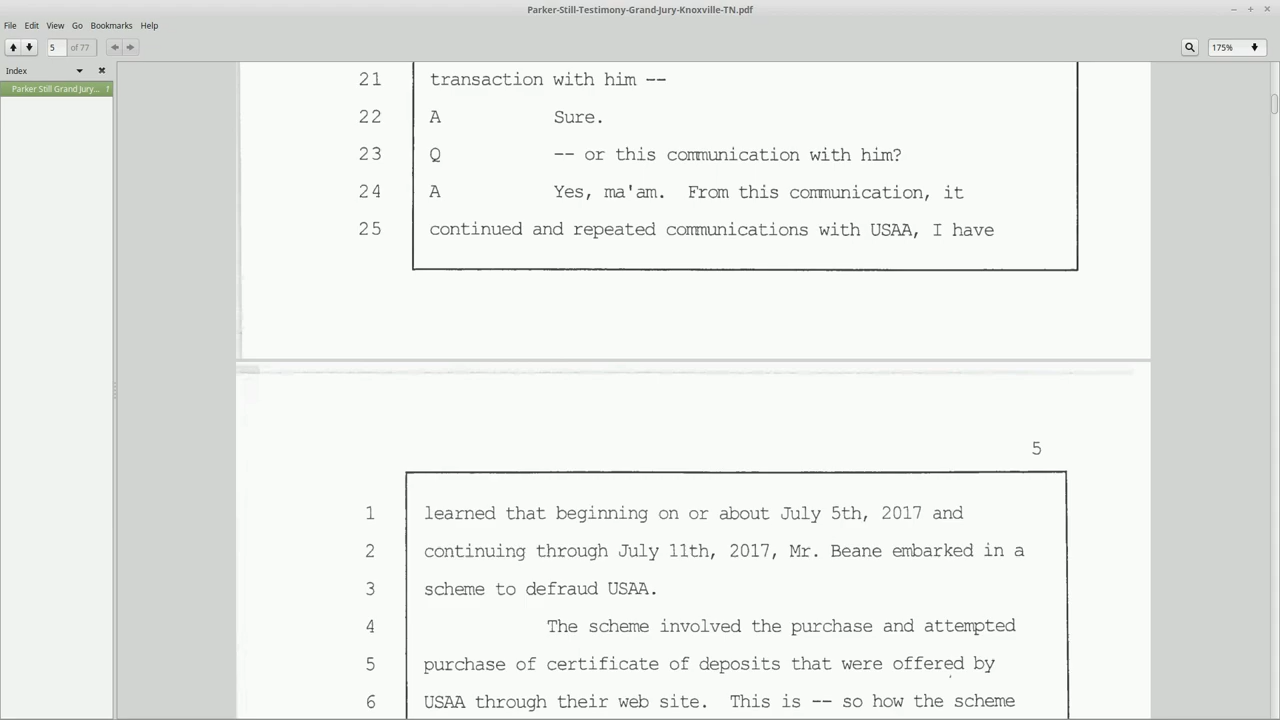 Parker-Still-Testimony-Grand-Jury-Knoxville-TN.pdf
File Edit View Go Bookmarks Help
5 of 77 175%
Index
Parker Still Grand Jury... 1
21 transaction with him --
22 A Sure.
23 Q -- or this communication with him?
24 A Yes, ma'am. From this communication, it
25 continued and repeated communications with USAA, I have
5
1 learned that beginning on or about July 5th, 2017 and
2 continuing through July 11th, 2017, Mr. Beane embarked in a
3 scheme to defraud USAA.
4 The scheme involved the purchase and attempted
5 purchase of certificate of deposits that were offered by
6 USAA through their web site. This is -- so how the scheme